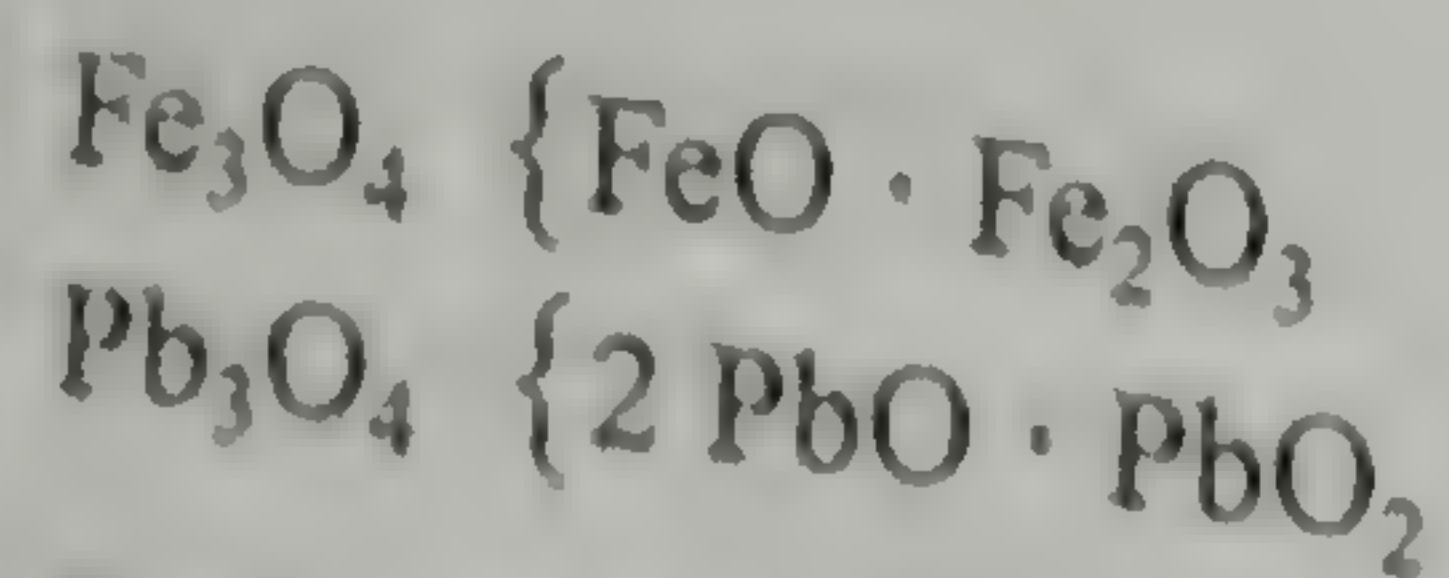 Fe₃O₄ {FeO · Fe₂O₃
Pb₃O₄ {2 PbO · PbO₂